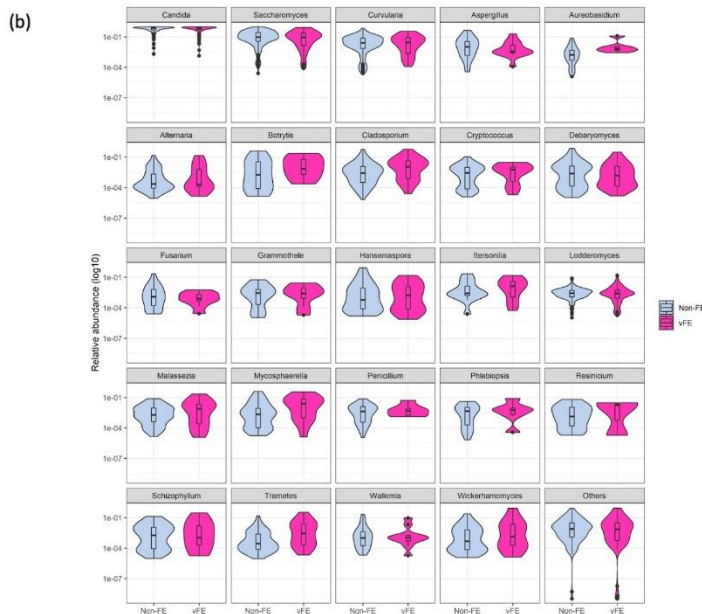 (b)
Candida Saccharomyces Curvularia Aspergillus Aureobasidium
1e-01
1e-04
1e-07
Alternaria Botrytis Cladosporium Cryptococcus Debaryomyces
1e-01
1e-04
1e-07
Relative abundance (log10)
Fusarium Grammothele Hanseniaspora Itersonilia Lodderomyces
1e-01
1e-04
1e-07
Non-FE
vFE
Malassezia Mycosphaerella Penicillium Phlebiopsis Resinicium
1e-01
1e-04
1e-07
Schizophyllum Trametes Wallemia Wickerhamomyces Others
1e-01
1e-04
1e-07
Non-FE vFE Non-FE vFE Non-FE vFE Non-FE vFE Non-FE vFE